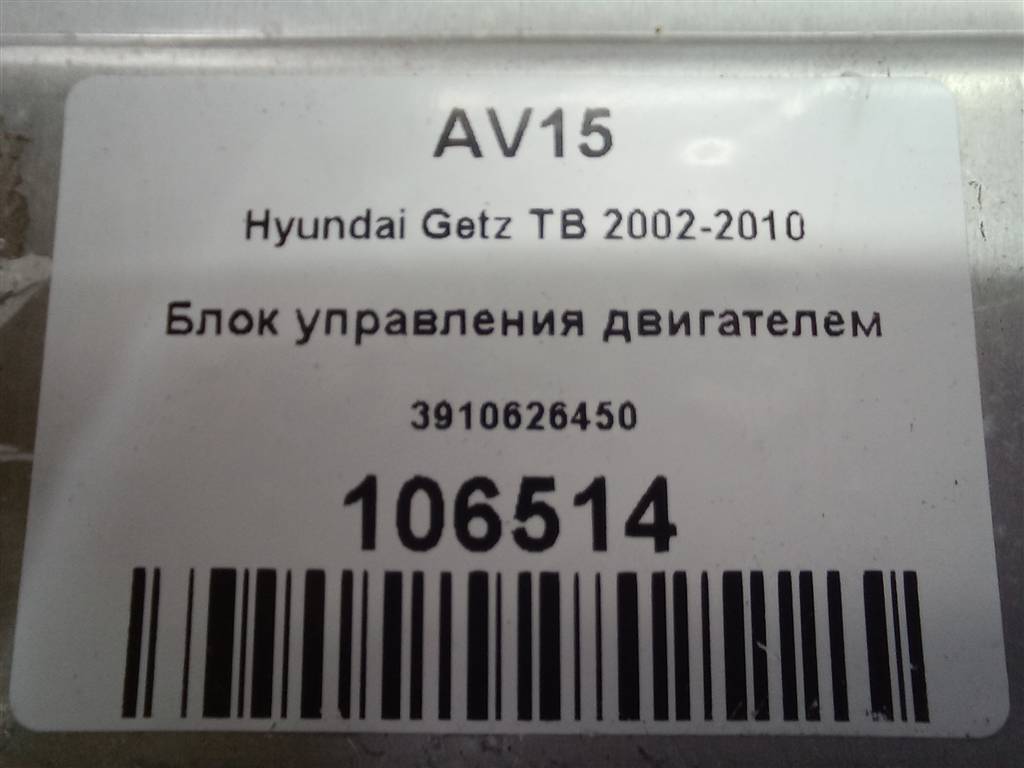 AV15
Hyundai Getz TB 2002-2010
Блок управления двигателем
3910626450
106514